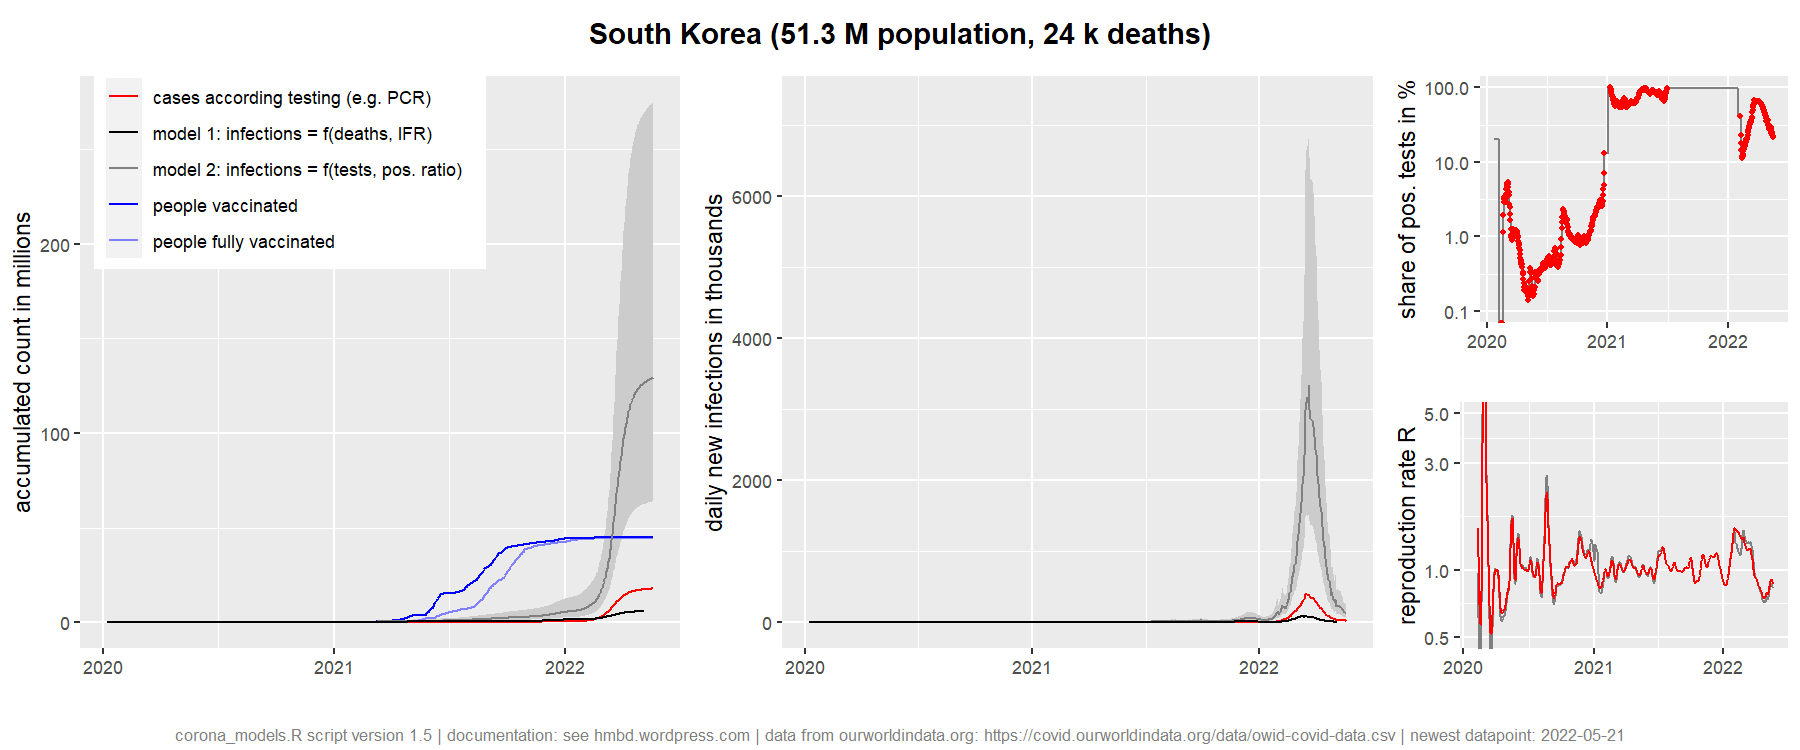 South Korea (51.3 M population, 24 k deaths)
accumulated count in millions
cases according testing (e.g. PCR)
model 1: infections = f(deaths, IFR)
model 2: infections = f(tests, pos. ratio)
people vaccinated
people fully vaccinated
200
100
0
2020
2021
2022
daily new infections in thousands
6000
4000
2000
0
2020
2021
2022
share of pos. tests in %
100.0
10.0
1.0
0.1
2020
2021
2022
reproduction rate R
5.0
3.0
1.0
0.5
2020
2021
2022
corona_models.R script version 1.5 | documentation: see hmbd.wordpress.com | data from ourworldindata.org: https://covid.ourworldindata.org/data/owid-covid-data.csv | newest datapoint: 2022-05-21